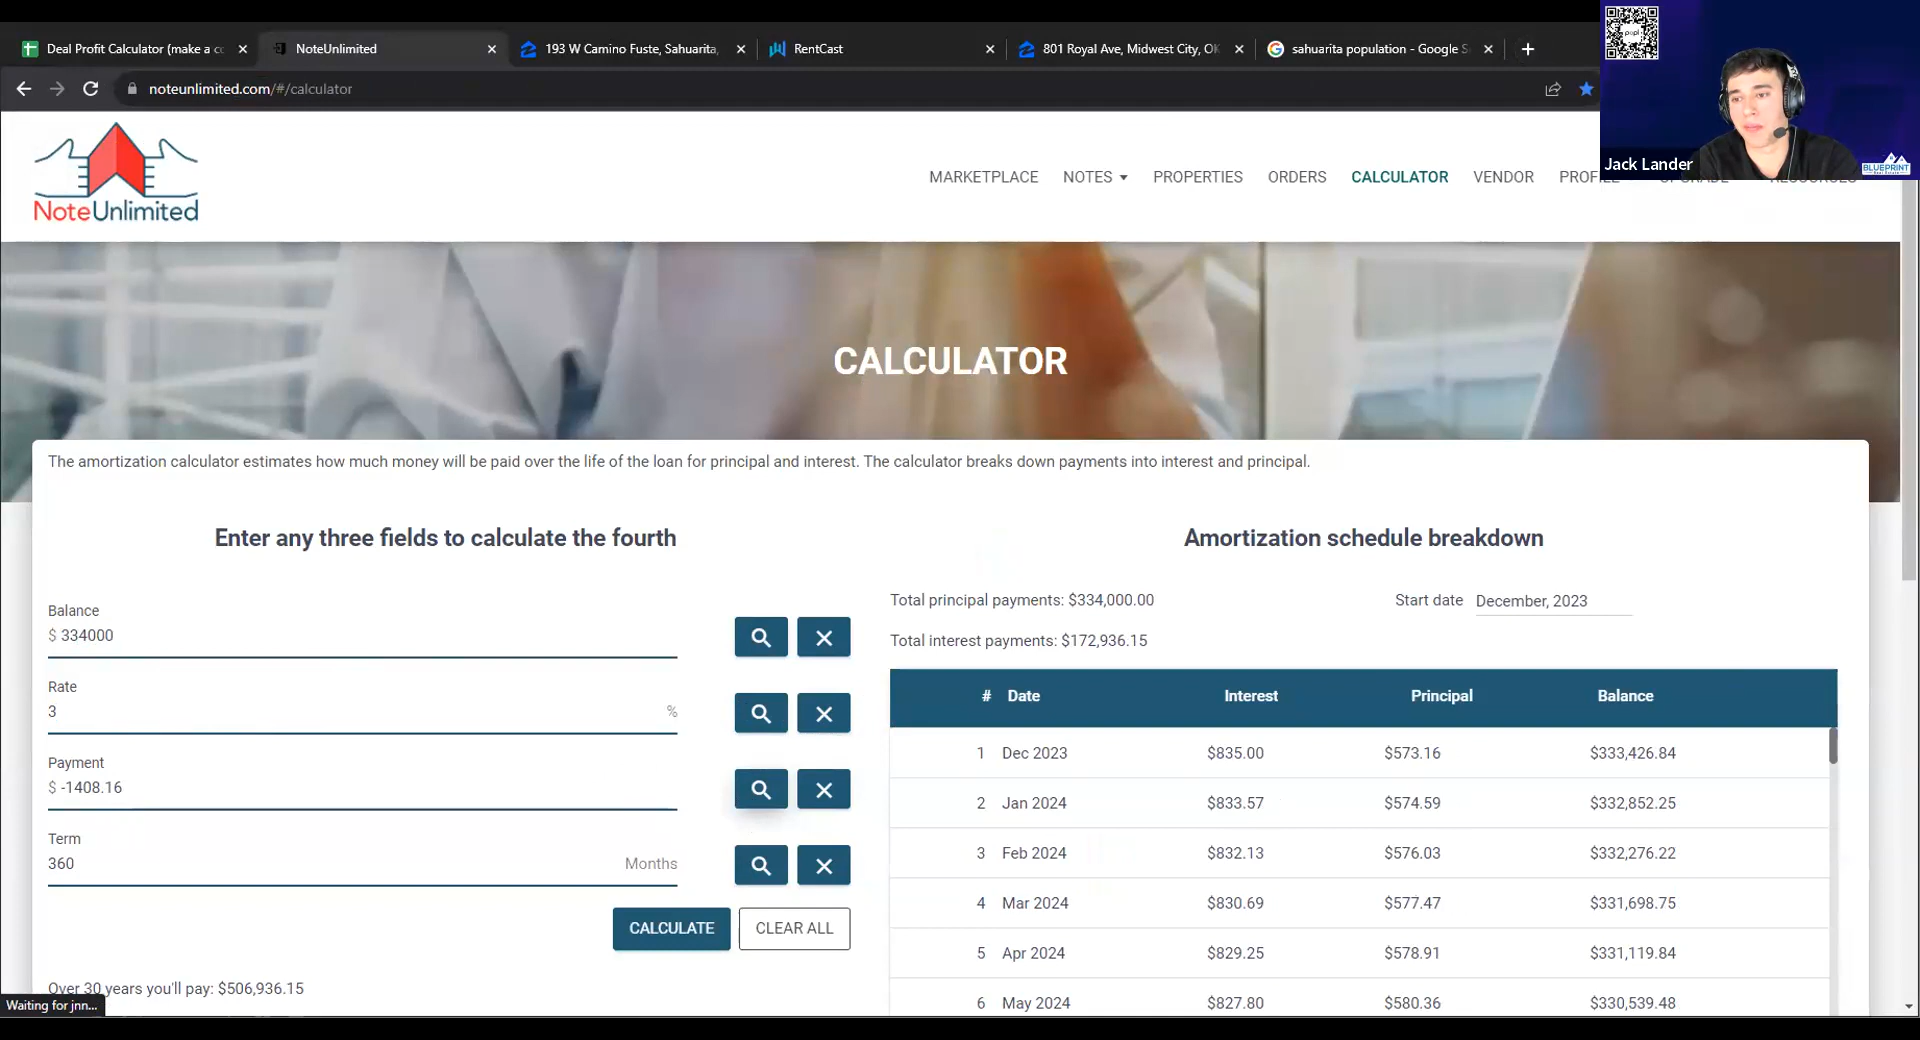 Deal Profit Calculator (make a co
NoteUnlimited
193 W Camino Fuste, Sahuarita,
RentCast
801 Royal Ave, Midwest City, OK
sahuarita population - Google S
noteunlimited.com/#/calculator
popl
Jack Lander
BLUEPRINT
Real Estate
NoteUnlimited
MARKETPLACE NOTES PROPERTIES ORDERS CALCULATOR VENDOR PROFILE UPGRADE RESOURCES
CALCULATOR
The amortization calculator estimates how much money will be paid over the life of the loan for principal and interest. The calculator breaks down payments into interest and principal.
Enter any three fields to calculate the fourth
Balance
$ 334000
Rate
3 %
Payment
$ -1408.16
Term
360 Months
CALCULATE CLEAR ALL
Over 30 years you'll pay: $506,936.15
Waiting for jnn...
Amortization schedule breakdown
Total principal payments: $334,000.00 Start date December, 2023
Total interest payments: $172,936.15
# Date Interest Principal Balance
1 Dec 2023 $835.00 $573.16 $333,426.84
2 Jan 2024 $833.57 $574.59 $332,852.25
3 Feb 2024 $832.13 $576.03 $332,276.22
4 Mar 2024 $830.69 $577.47 $331,698.75
5 Apr 2024 $829.25 $578.91 $331,119.84
6 May 2024 $827.80 $580.36 $330,539.48